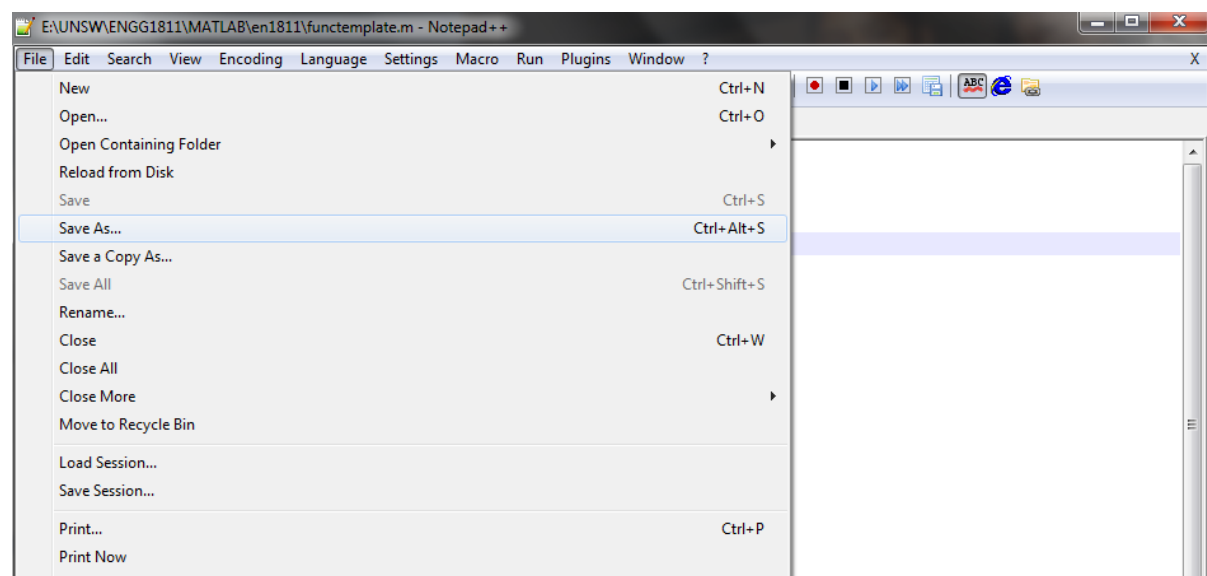 E:\UNSW\ENGG1811\MATLAB\en1811\functemplate.m - Notepad++
File Edit Search View Encoding Language Settings Macro Run Plugins Window ? X
New Ctrl+N
ABC
Open... Ctrl+O
Open Containing Folder
Reload from Disk
Save Ctrl+S
Save As... Ctrl+Alt+S
Save a Copy As...
Save All Ctrl+Shift+S
Rename...
Close Ctrl+W
Close All
Close More
Move to Recycle Bin
Load Session...
Save Session...
Print... Ctrl+P
Print Now